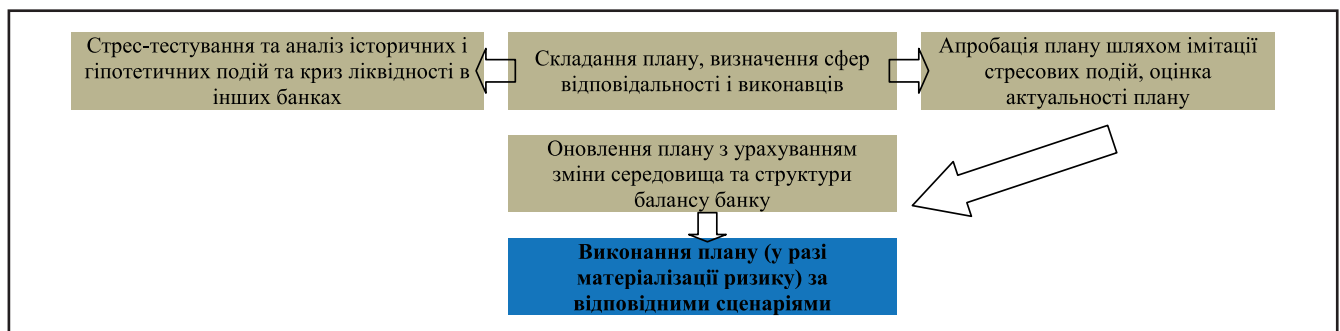 Стрес-тестування та аналіз історичних і
гіпотетичних подій та криз ліквідності в
інших банках
Складання плану, визначення сфер
відповідальності і виконавців
Апробація плану шляхом імітації
стресових подій, оцінка
актуальності плану
Оновлення плану з урахуванням
зміни середовища та структури
балансу банку
Виконання плану (у разі
матеріалізації ризику) за
відповідними сценаріями